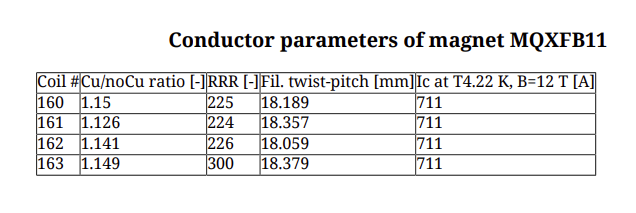 Conductor parameters of magnet MQXFB11
Coil # Cu/noCu ratio [-] RRR [-] Fil. twist-pitch [mm] Ic at T4.22 K, B=12 T [A]
160 1.15 225 18.189 711
161 1.126 224 18.357 711
162 1.141 226 18.059 711
163 1.149 300 18.379 711